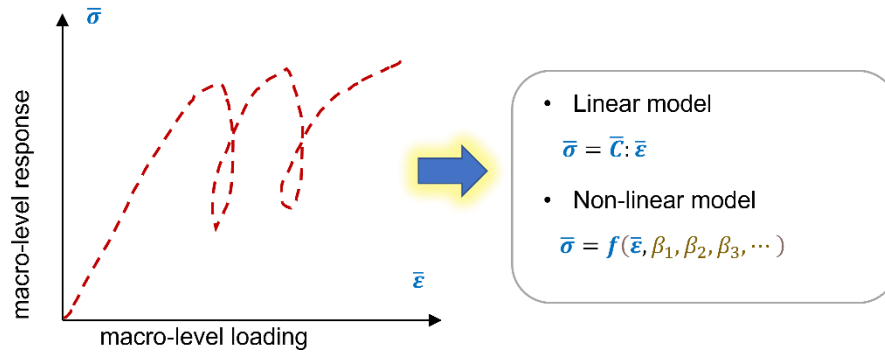 σ̅
macro-level response
ε̅
macro-level loading
• Linear model
σ̅ = C̅: ε̅
• Non-linear model
σ̅ = f(ε̅, β₁, β₂, β₃, ⋯ )